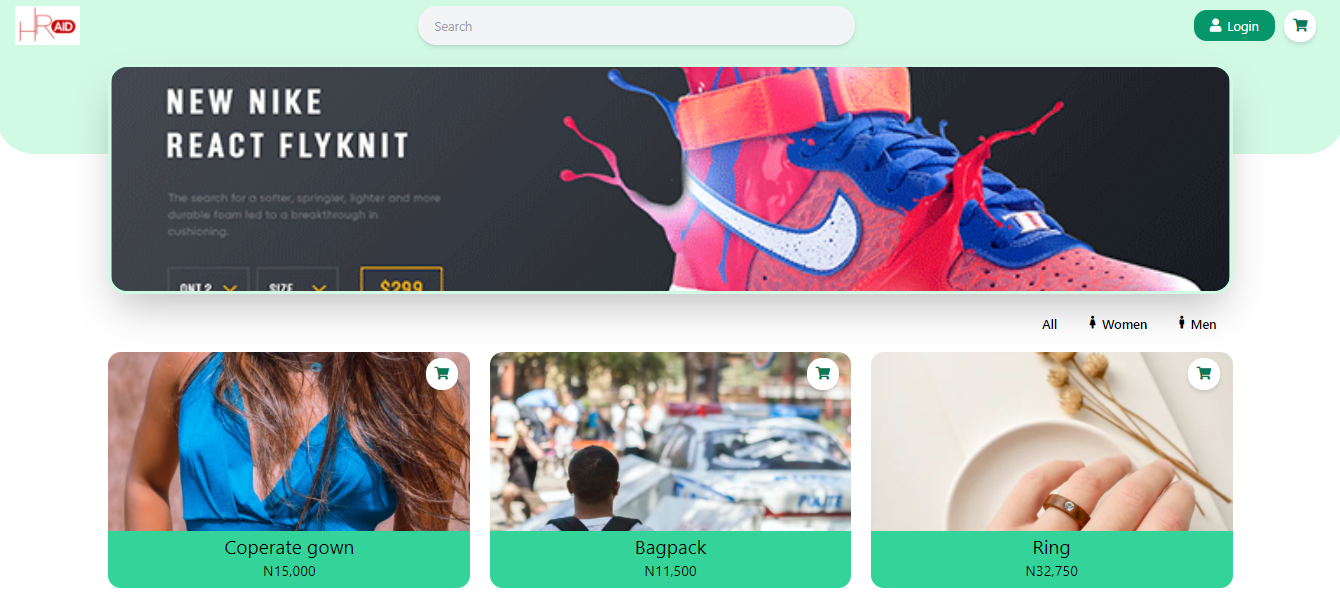 HR AID
Search
Login
NEW NIKE
REACT FLYKNIT
The search for a softer, springier, lighter and more
durable foam led to a breakthrough in
cushioning.
QNT 2 SIZE $299
All Women Men
Coperate gown
N15,000
Bagpack
N11,500
Ring
N32,750